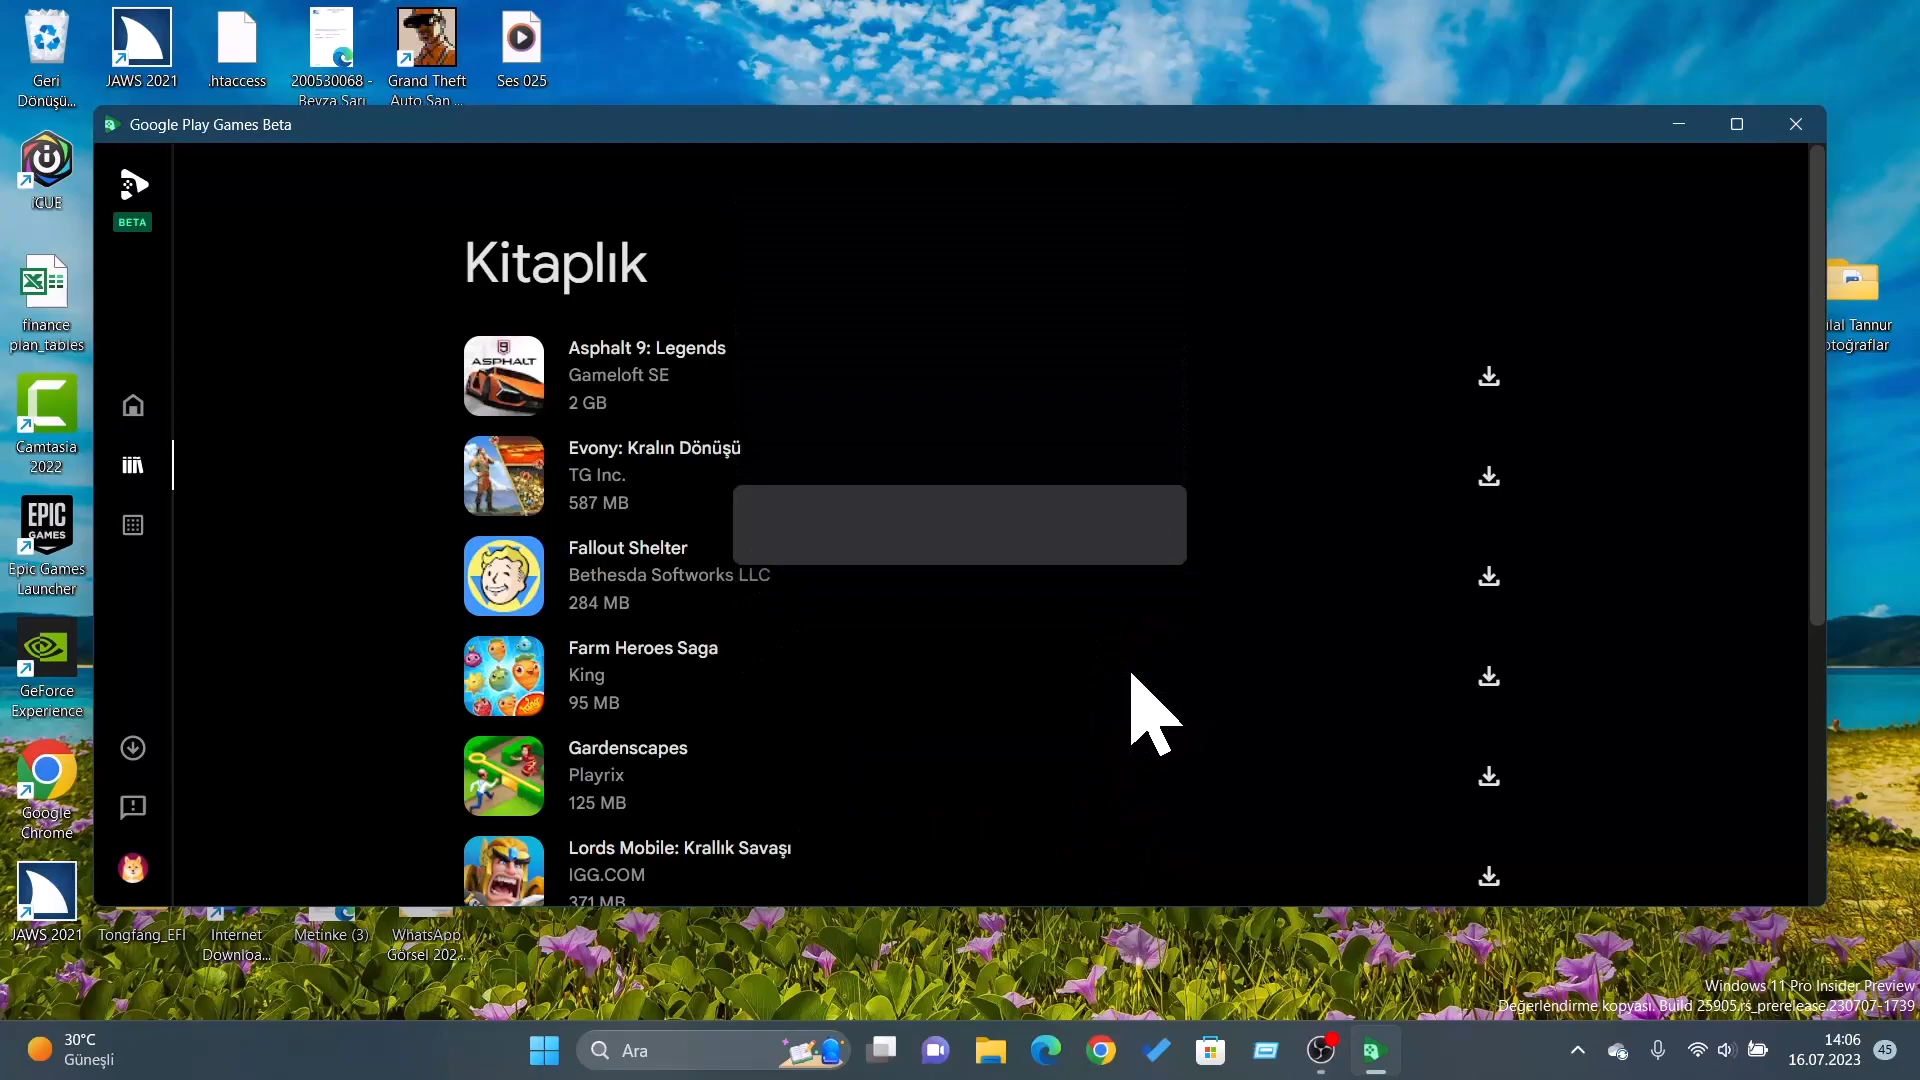 Geri
Dönüşü...
JAWS 2021
.htaccess
200530068 -
Beyza Sarı
Grand Theft
Auto San ...
Ses 025
Google Play Games Beta
BETA
iCUE
finance
plan_tables
Camtasia
2022
EPIC
GAMES
Epic Games
Launcher
GeForce
Experience
Google
Chrome
JAWS 2021
Kitaplık
ASPHALT
9
Asphalt 9: Legends
Gameloft SE
2 GB
Evony: Kralın Dönüşü
TG Inc.
587 MB
Fallout Shelter
Bethesda Softworks LLC
284 MB
Farm Heroes Saga
King
95 MB
Gardenscapes
Playrix
125 MB
Lords Mobile: Krallık Savaşı
IGG.COM
371 MB
ilal Tannur
otoğraflar
Tongfang_EFI
Internet
Downloa...
Metinke (3)
WhatsApp
Görsel 202...
Windows 11 Pro Insider Preview
Değerlendirme kopyası. Build 25905.rs_prerelease.230707-1739
30°C
Güneşli
Ara
14:06
16.07.2023
45